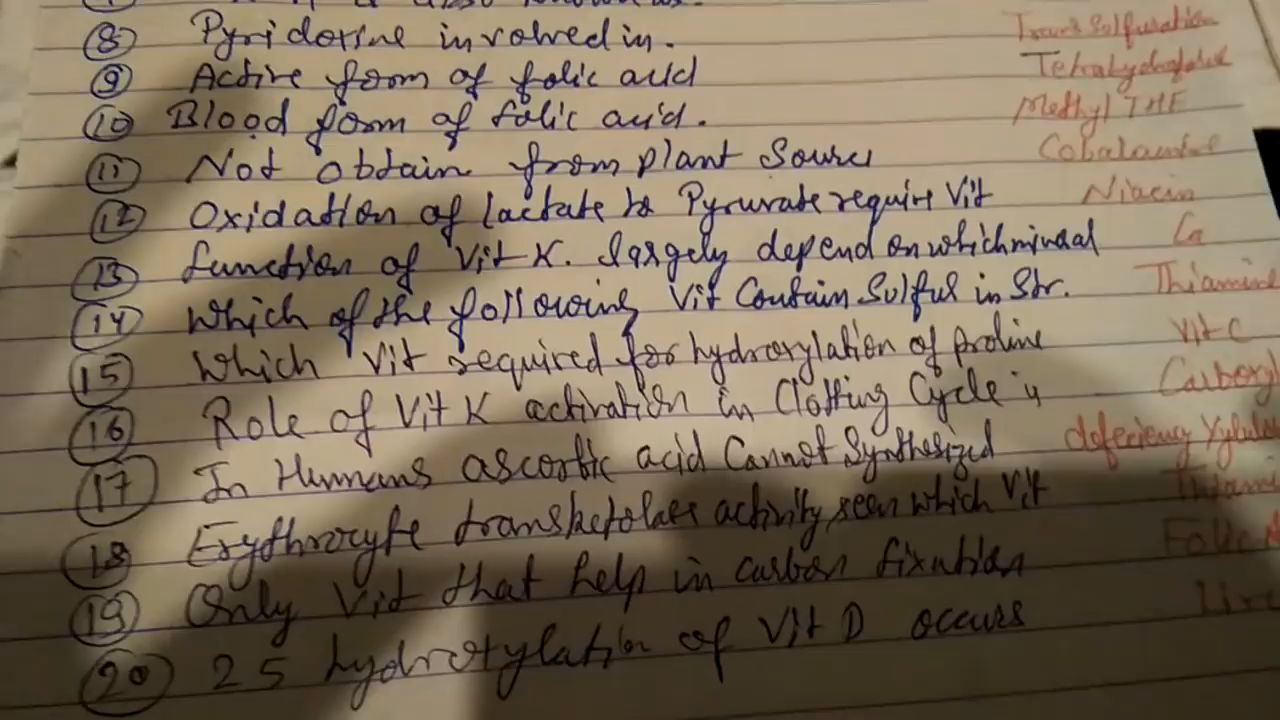 8 Pyridoxine involved in. Trans Sulfuration
9 Active form of folic acid Tetrahydrofolate
10 Blood form of folic acid. Methyl THF
11 Not obtain from plant Source Cobalamine
12 Oxidation of lactate to Pyruvate require Vit Niacin
13 function of Vit K. largely depend on which mineral Ca
14 Which of the following Vit Contain Sulfur in Str. Thiamine
15 Which Vit required for hydroxylation of proline Vit C
16 Role of Vit K activation in Clotting Cycle is Carboxyl
17 In Humans ascorbic acid Cannot Synthesized deficiency
18 Erythrocyte transketolase activity seen which Vit Thiami
19 Only Vit that help in carbon fixation Folic A
20 25 hydroxylation of Vit D occurs Live